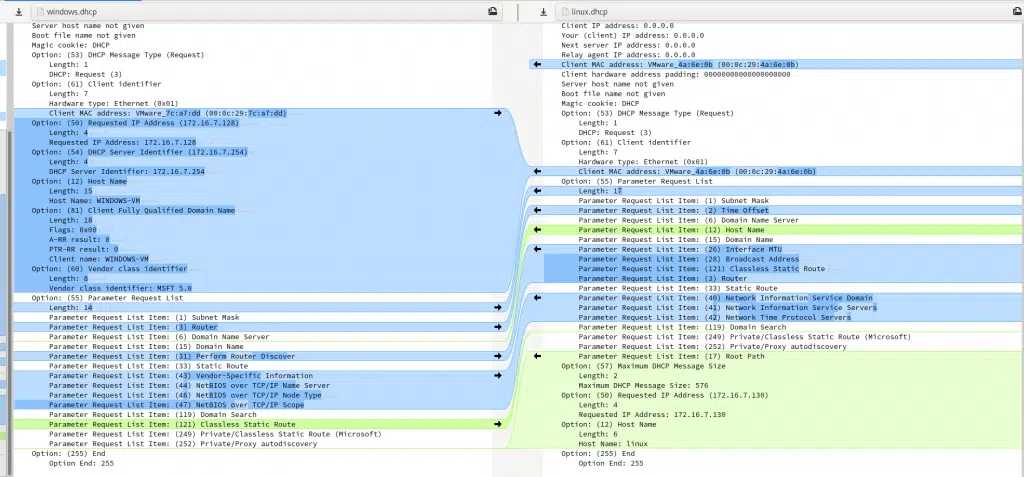 windows.dhcp
Server host name not given
Boot file name not given
Magic cookie: DHCP
Option: (53) DHCP Message Type (Request)
Length: 1
DHCP: Request (3)
Option: (61) Client identifier
Length: 7
Hardware type: Ethernet (0x01)
Client MAC address: VMware_7c:a7:dd (00:0c:29:7c:a7:dd)
Option: (50) Requested IP Address (172.16.7.128)
Length: 4
Requested IP Address: 172.16.7.128
Option: (54) DHCP Server Identifier (172.16.7.254)
Length: 4
DHCP Server Identifier: 172.16.7.254
Option: (12) Host Name
Length: 15
Host Name: WINDOWS-VM
Option: (81) Client Fully Qualified Domain Name
Length: 18
Flags: 0x00
A-RR result: 0
PTR-RR result: 0
Client name: WINDOWS-VM
Option: (60) Vendor class identifier
Length: 8
Vendor class identifier: MSFT 5.0
Option: (55) Parameter Request List
Length: 14
Parameter Request List Item: (1) Subnet Mask
Parameter Request List Item: (3) Router
Parameter Request List Item: (6) Domain Name Server
Parameter Request List Item: (15) Domain Name
Parameter Request List Item: (31) Perform Router Discover
Parameter Request List Item: (33) Static Route
Parameter Request List Item: (43) Vendor-Specific Information
Parameter Request List Item: (44) NetBIOS over TCP/IP Name Server
Parameter Request List Item: (46) NetBIOS over TCP/IP Node Type
Parameter Request List Item: (47) NetBIOS over TCP/IP Scope
Parameter Request List Item: (119) Domain Search
Parameter Request List Item: (121) Classless Static Route
Parameter Request List Item: (249) Private/Classless Static Route (Microsoft)
Parameter Request List Item: (252) Private/Proxy autodiscovery
Option: (255) End
Option End: 255
linux.dhcp
Client IP address: 0.0.0.0
Your (client) IP address: 0.0.0.0
Next server IP address: 0.0.0.0
Relay agent IP address: 0.0.0.0
Client MAC address: VMware_4a:6e:0b (00:0c:29:4a:6e:0b)
Client hardware address padding: 00000000000000000000
Server host name not given
Boot file name not given
Magic cookie: DHCP
Option: (53) DHCP Message Type (Request)
Length: 1
DHCP: Request (3)
Option: (61) Client identifier
Length: 7
Hardware type: Ethernet (0x01)
Client MAC address: VMware_4a:6e:0b (00:0c:29:4a:6e:0b)
Option: (55) Parameter Request List
Length: 17
Parameter Request List Item: (1) Subnet Mask
Parameter Request List Item: (2) Time Offset
Parameter Request List Item: (6) Domain Name Server
Parameter Request List Item: (12) Host Name
Parameter Request List Item: (15) Domain Name
Parameter Request List Item: (26) Interface MTU
Parameter Request List Item: (28) Broadcast Address
Parameter Request List Item: (121) Classless Static Route
Parameter Request List Item: (3) Router
Parameter Request List Item: (33) Static Route
Parameter Request List Item: (40) Network Information Service Domain
Parameter Request List Item: (41) Network Information Service Servers
Parameter Request List Item: (42) Network Time Protocol Servers
Parameter Request List Item: (119) Domain Search
Parameter Request List Item: (249) Private/Classless Static Route (Microsoft)
Parameter Request List Item: (252) Private/Proxy autodiscovery
Parameter Request List Item: (17) Root Path
Option: (57) Maximum DHCP Message Size
Length: 2
Maximum DHCP Message Size: 576
Option: (50) Requested IP Address (172.16.7.130)
Length: 4
Requested IP Address: 172.16.7.130
Option: (12) Host Name
Length: 6
Host Name: linux
Option: (255) End
Option End: 255